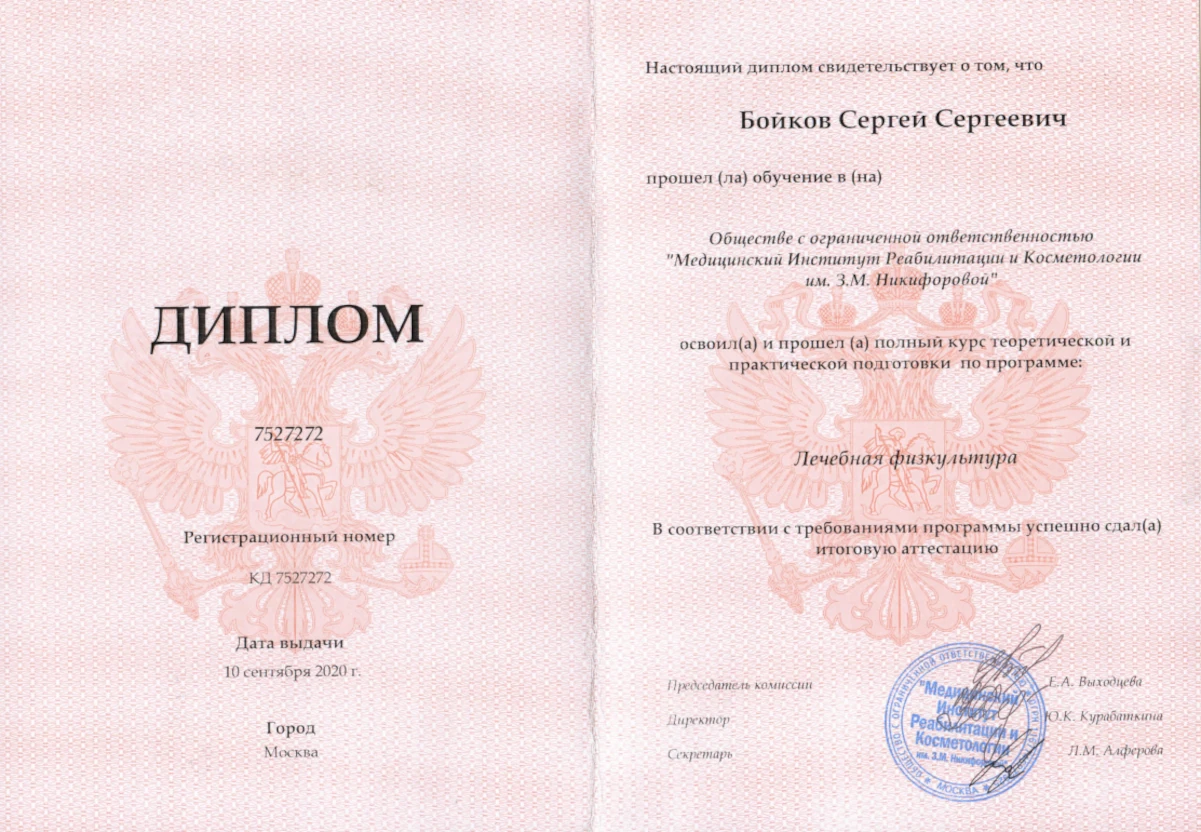 ДИПЛОМ
7527272
Регистрационный номер
КД 7527272
Дата выдачи
10 сентября 2020 г.
Город
Москва
Настоящий диплом свидетельствует о том, что
Бойков Сергей Сергеевич
прошел (ла) обучение в (на)
Обществе с ограниченной ответственностью
"Медицинский Институт Реабилитации и Косметологии
им. З.М. Никифоровой"
освоил(а) и прошел (а) полный курс теоретической и
практической подготовки по программе:
Лечебная физкультура
В соответствии с требованиями программы успешно сдал(а)
итоговую аттестацию
Председатель комиссии Е.А. Выходцева
Директор Ю.К. Курабаткина
Секретарь Л.М. Алферова
"Медицинский
Институт
Реабилитации и
Косметологии
им. З.М. Никифоровой"
ОБЩЕСТВО С ОГРАНИЧЕННОЙ ОТВЕТСТВЕННОСТЬЮ
* МОСКВА *